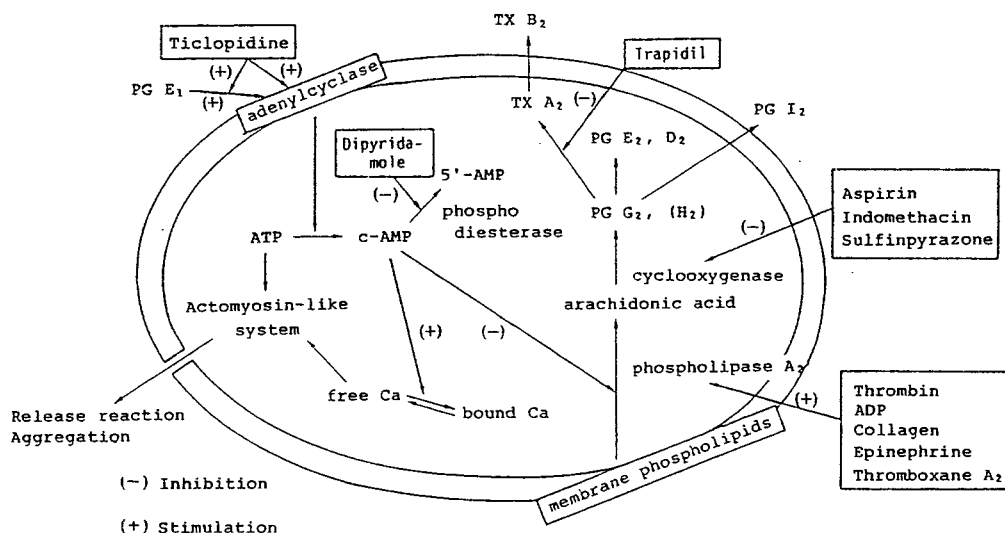 TX B₂
Ticlopidine
(+)
(+)
PG E₁
(+)
adenylcyclase
Trapidil
TX A₂
(-)
PG I₂
PG E₂, D₂
Dipyrida-
mole
(-)
5'-AMP
phospho
diesterase
PG G₂, (H₂)
Aspirin
Indomethacin
Sulfinpyrazone
(-)
ATP
c-AMP
cyclooxygenase
arachidonic acid
Actomyosin-like
system
(+)
(-)
phospholipase A₂
free Ca
bound Ca
(+)
Thrombin
ADP
Collagen
Epinephrine
Thromboxane A₂
Release reaction
Aggregation
membrane phospholipids
(-) Inhibition
(+) Stimulation